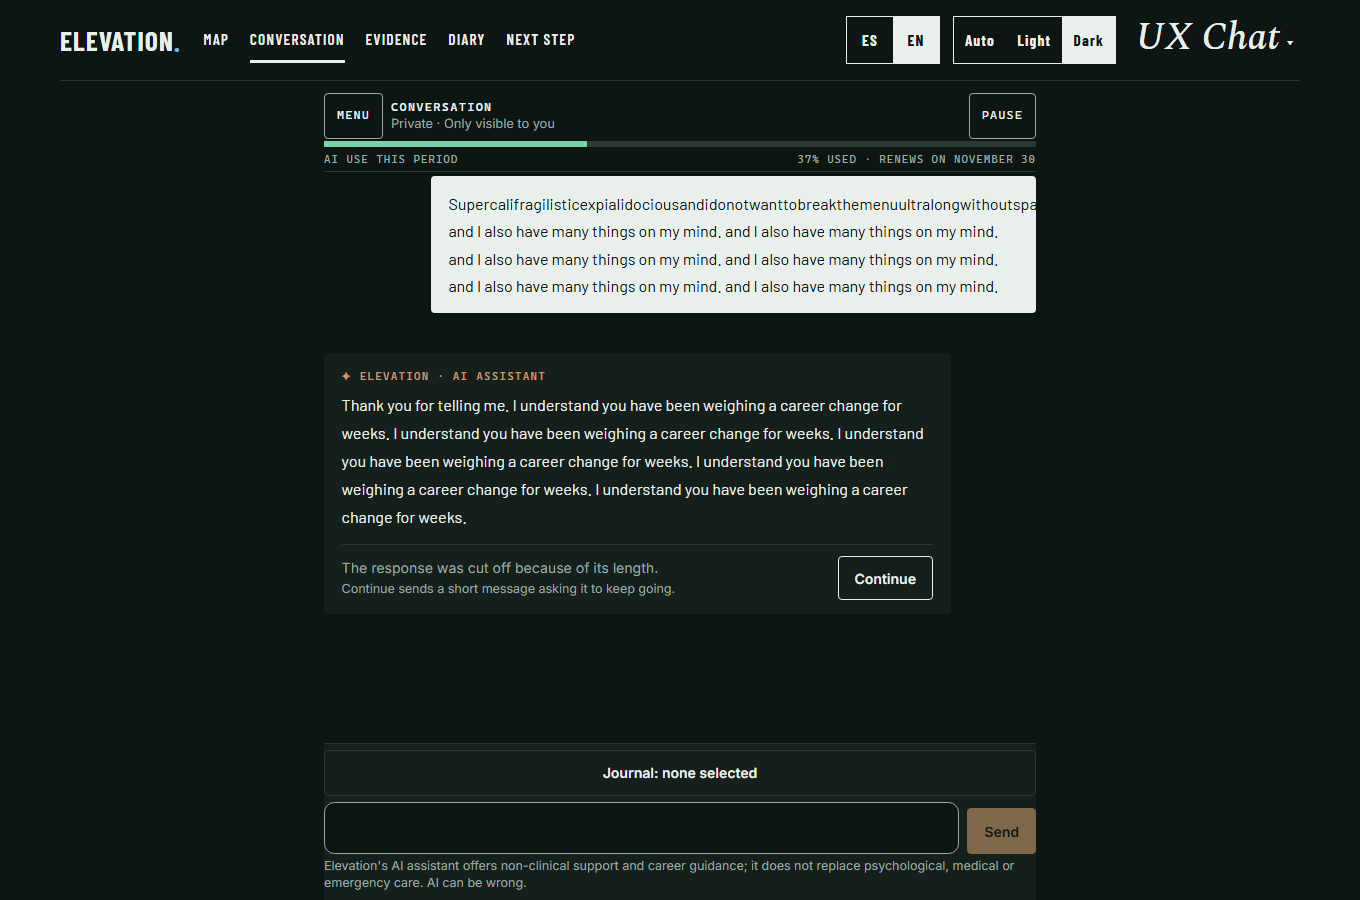 ELEVATION. MAP CONVERSATION EVIDENCE DIARY NEXT STEP ES EN Auto Light Dark UX Chat
MENU CONVERSATION PAUSE
Private · Only visible to you
AI USE THIS PERIOD 37% USED · RENEWS ON NOVEMBER 30
Supercalifragilisticexpialidociousandidonotwanttobreakthemenuultralongwithoutspa
and I also have many things on my mind. and I also have many things on my mind.
and I also have many things on my mind. and I also have many things on my mind.
and I also have many things on my mind. and I also have many things on my mind.
✦ ELEVATION · AI ASSISTANT
Thank you for telling me. I understand you have been weighing a career change for
weeks. I understand you have been weighing a career change for weeks. I understand
you have been weighing a career change for weeks. I understand you have been
weighing a career change for weeks. I understand you have been weighing a career
change for weeks.
The response was cut off because of its length.
Continue sends a short message asking it to keep going.
Continue
Journal: none selected
Send
Elevation's AI assistant offers non-clinical support and career guidance; it does not replace psychological, medical or
emergency care. AI can be wrong.